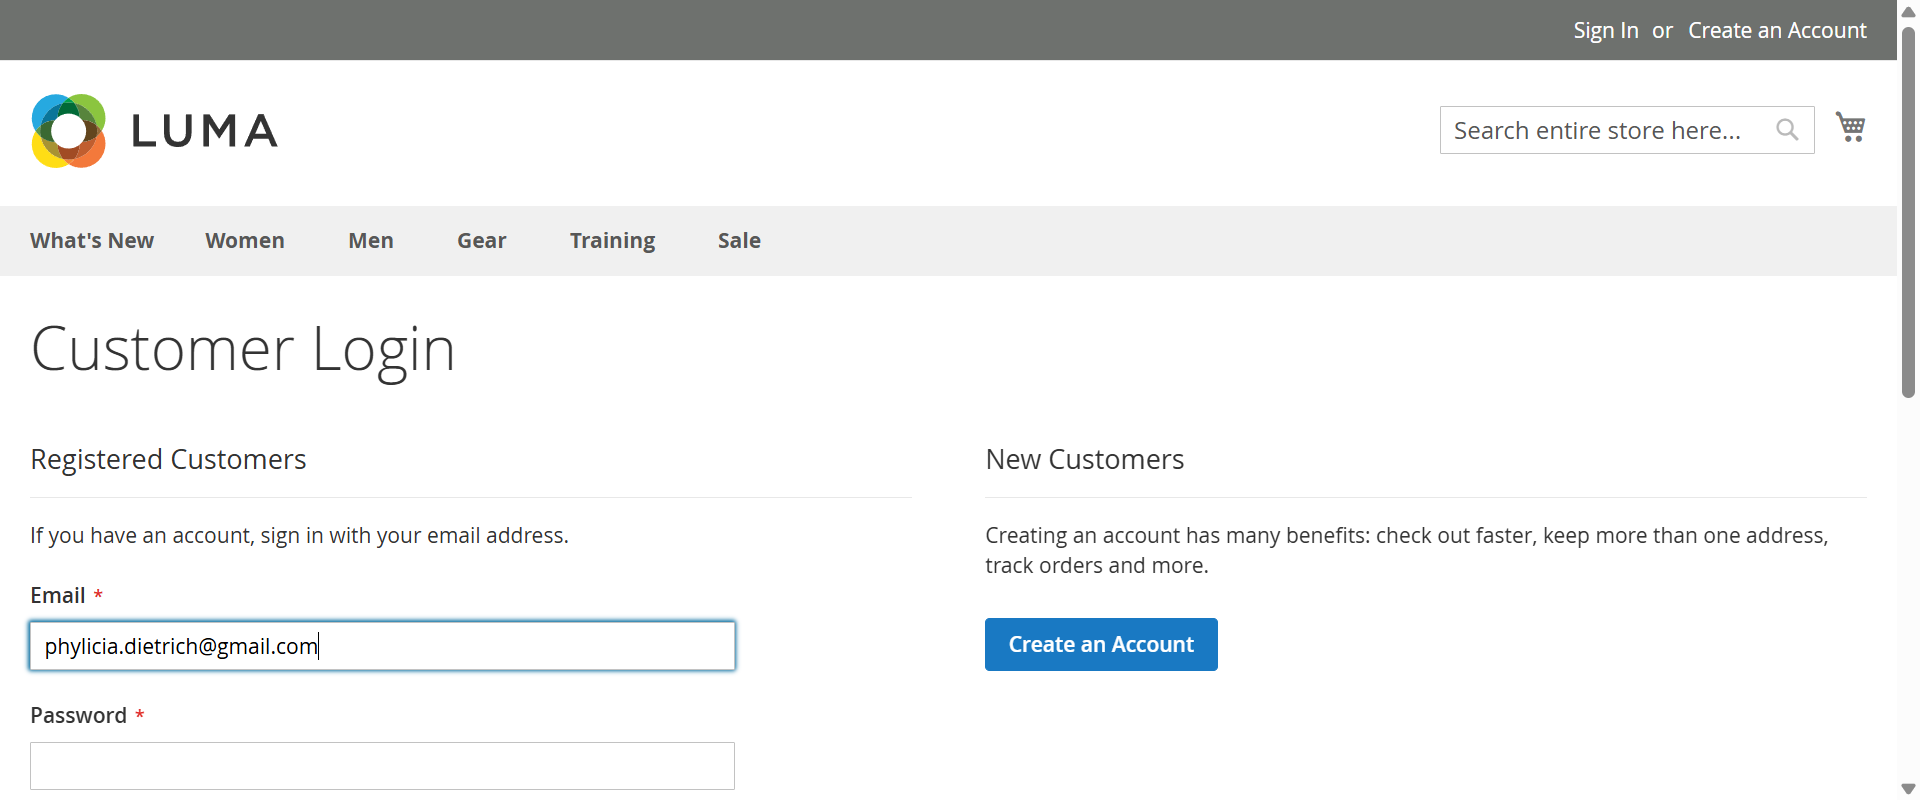 Sign In or Create an Account
LUMA
Search entire store here...
What's New Women Men Gear Training Sale
Customer Login
Registered Customers
If you have an account, sign in with your email address.
Email *
phylicia.dietrich@gmail.com
Password *
New Customers
Creating an account has many benefits: check out faster, keep more than one address,
track orders and more.
Create an Account